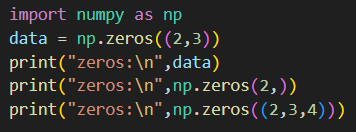 import numpy as np
data = np.zeros((2,3))
print("zeros:\n",data)
print("zeros:\n",np.zeros(2,))
print("zeros:\n",np.zeros((2,3,4)))